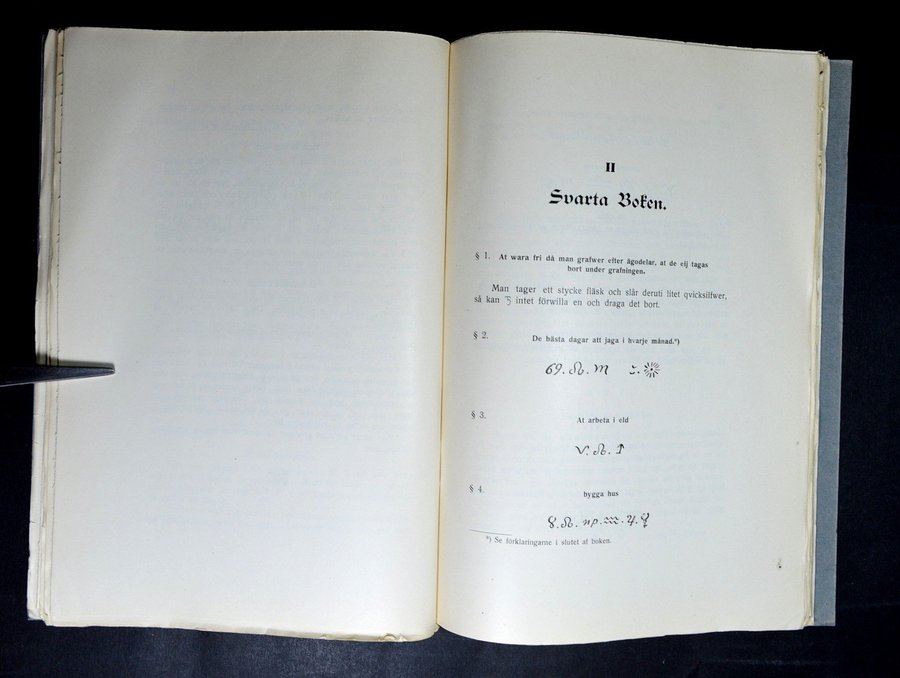 II
Svarta Boken.
§ 1. At wara fri då man grafwer efter ägodelar, at de eij tagas
bort under grafningen.
Man tager ett stycke fläsk och slår deruti litet qvicksilfwer,
så kan intet förwilla en och draga det bort.
§ 2. De bästa dagar att jaga i hvarje månad.*)
§ 3. At arbeta i eld
§ 4. bygga hus
*) Se förklaringarne i slutet af boken.